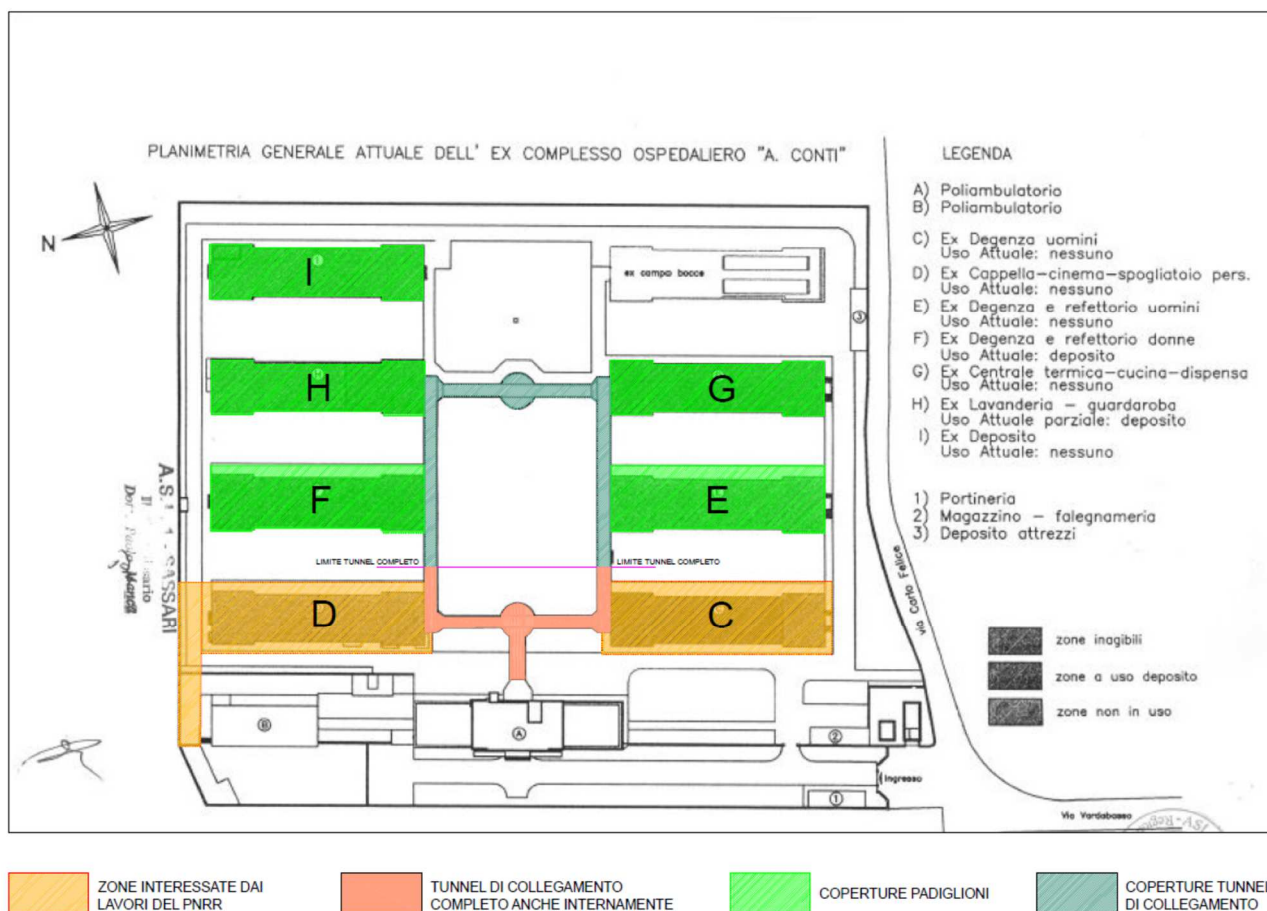 PLANIMETRIA GENERALE ATTUALE DELL' EX COMPLESSO OSPEDALIERO "A. CONTI"
N
I
H
F
D
G
E
C
ex campo bocce
3
LIMITE TUNNEL COMPLETO
LIMITE TUNNEL COMPLETO
B
A
2
1
Ingresso
via Carlo Felice
Via Vardabasso
SASSARI
LEGENDA
A) Poliambulatorio
B) Poliambulatorio
C) Ex Degenza uomini
Uso Attuale: nessuno
D) Ex Cappella-cinema-spogliatoio pers.
Uso Attuale: nessuno
E) Ex Degenza e refettorio uomini
Uso Attuale: nessuno
F) Ex Degenza e refettorio donne
Uso Attuale: deposito
G) Ex Centrale termica-cucina-dispensa
Uso Attuale: nessuno
H) Ex Lavanderia - guardaroba
Uso Attuale parziale: deposito
I) Ex Deposito
Uso Attuale: nessuno
1) Portineria
2) Magazzino - falegnameria
3) Deposito attrezzi
zone inagibili
zone a uso deposito
zone non in uso
ZONE INTERESSATE DAI
LAVORI DEL PNRR
TUNNEL DI COLLEGAMENTO
COMPLETO ANCHE INTERNAMENTE
COPERTURE PADIGLIONI
COPERTURE TUNNEL
DI COLLEGAMENTO